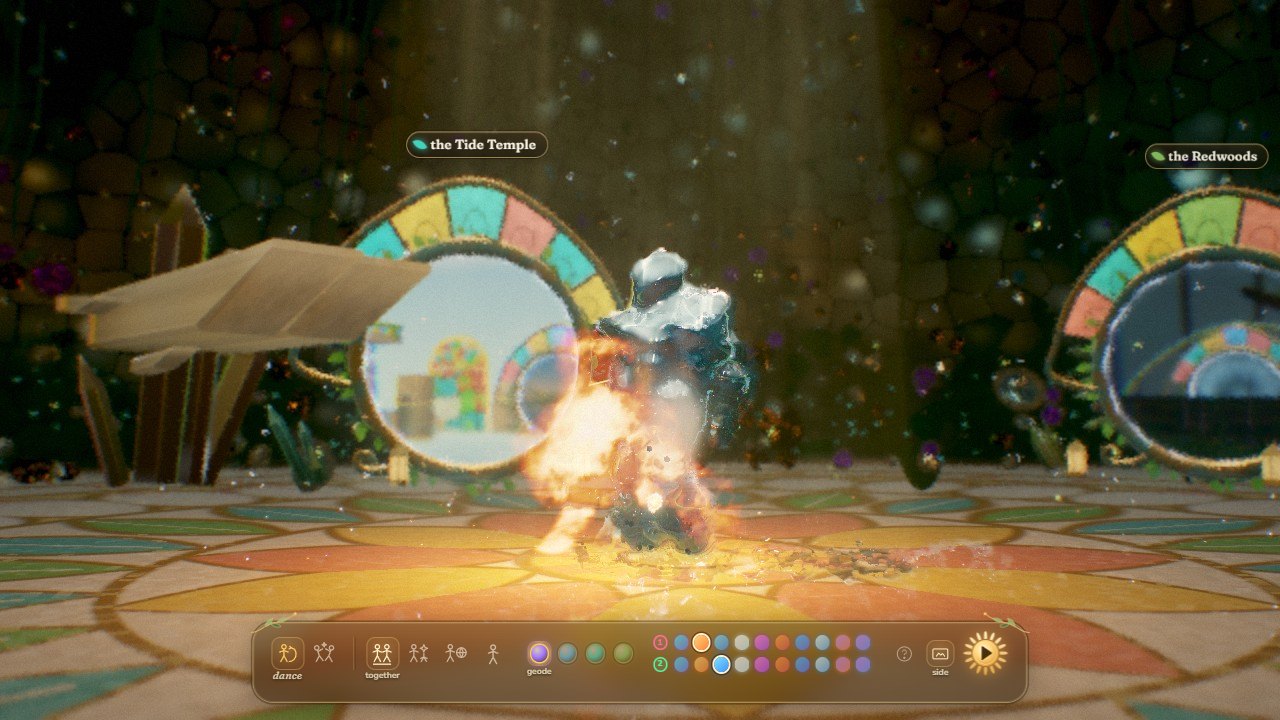 the Tide Temple
the Redwoods
dance
together
geode
1
2
?
side